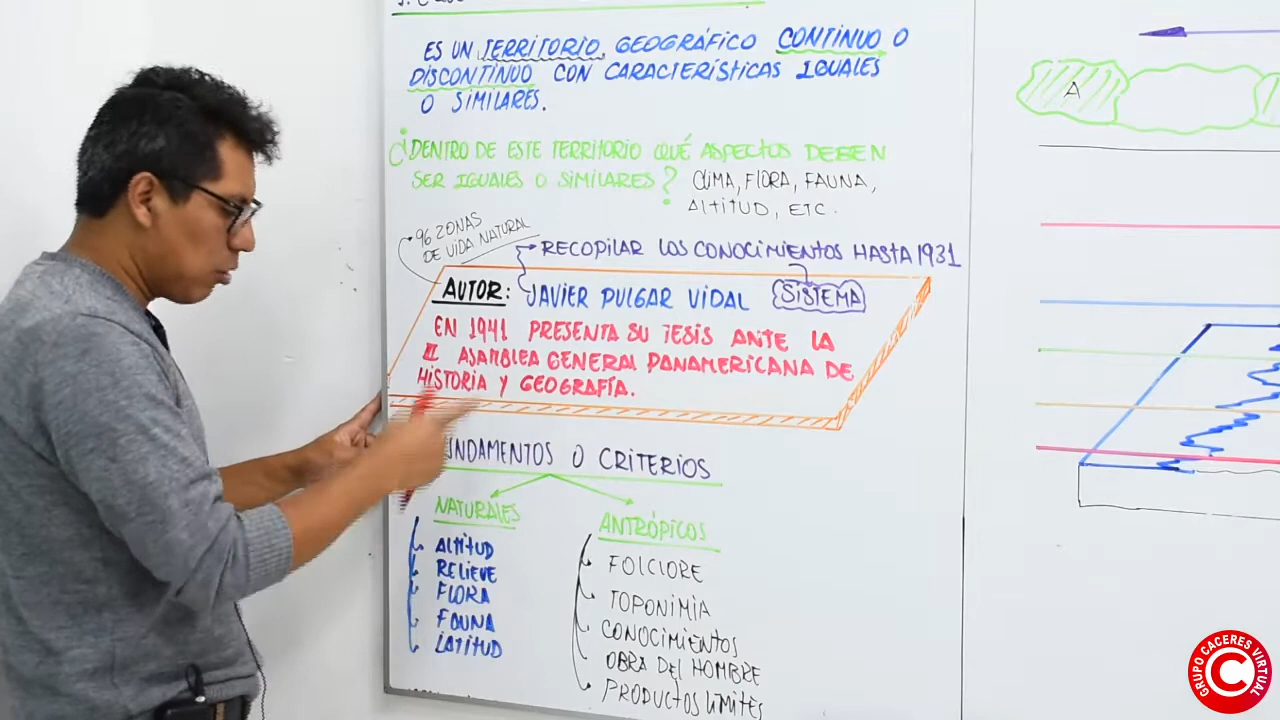 ES UN TERRITORIO GEOGRÁFICO CONTINUO O
DISCONTINUO CON CARACTERÍSTICAS IGUALES
O SIMILARES.
¿DENTRO DE ESTE TERRITORIO QUÉ ASPECTOS DEBEN
SER IGUALES O SIMILARES? CLIMA, FLORA, FAUNA,
ALTITUD, ETC.
96 ZONAS
DE VIDA NATURAL
RECOPILAR LOS CONOCIMIENTOS HASTA 1931
AUTOR: JAVIER PULGAR VIDAL SISTEMA
EN 1941 PRESENTA SU TESIS ANTE LA
III ASAMBLEA GENERAL PANAMERICANA DE
HISTORIA Y GEOGRAFÍA.
UNDAMENTOS O CRITERIOS
NATURALES
ALTITUD
RELIEVE
FLORA
FAUNA
LATITUD
ANTRÓPICOS
FOLCLORE
TOPONIMIA
CONOCIMIENTOS
OBRA DEL HOMBRE
PRODUCTOS LIMITES
A
GRUPO CACERES VIRTUAL
C